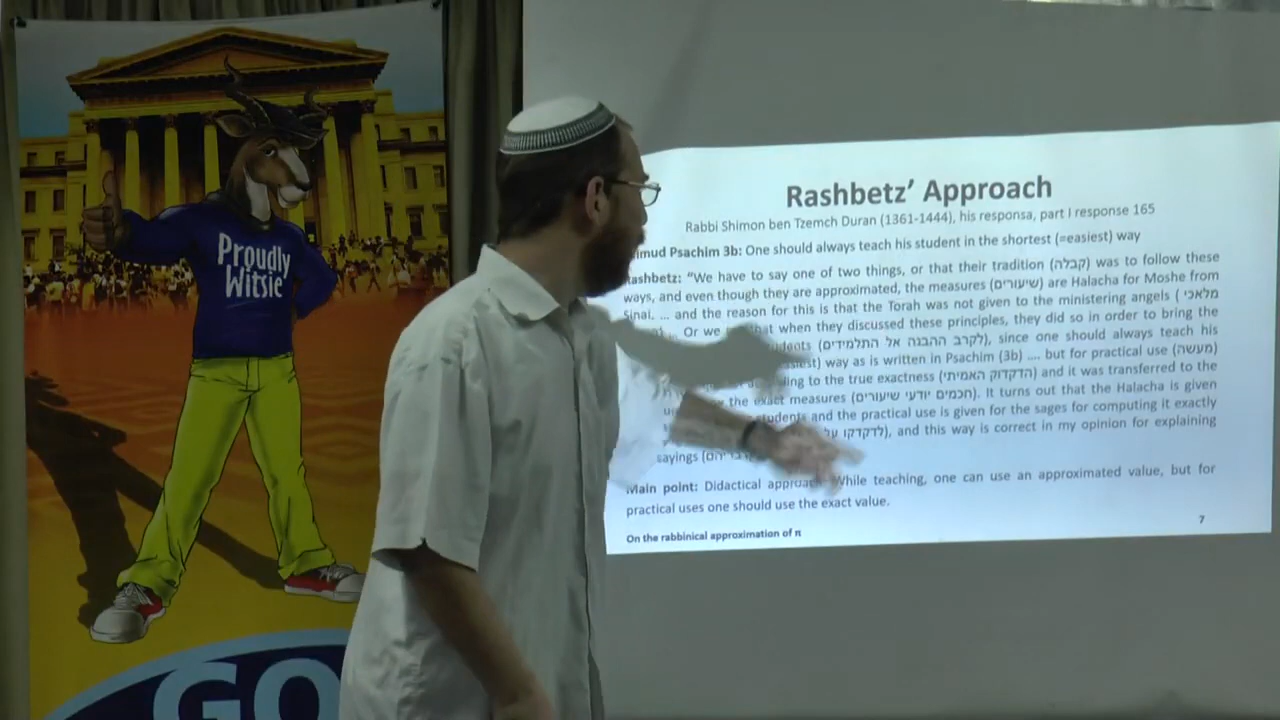 Proudly
Witsie
GO
Rashbetz’ Approach
Rabbi Shimon ben Tzemch Duran (1361-1444), his responsa, part I response 165
Psachim 3b: One should always teach his student in the shortest (=easiest) way
"We have to say one of two things, or that their tradition (קבלה) was to follow these
ways, and even though they are approximated, the measures (שיעורים) are Halacha for Moshe from
Sinai. ... and the reason for this is that the Torah was not given to the ministering angels (מלאכי
Or we when they discussed these principles, they did so in order to bring the
(לקרב ההבנה אל התלמידים), since one should always teach his
way as is written in Psachim (3b) .... but for practical use (מעשה)
to the true exactness (הדקדוק האמיתי) and it was transferred to the
the exact measures (חכמים יודעי שיעורים). It turns out that the Halacha is given
students and the practical use is given for the sages for computing it exactly
(לדקדקו), and this way is correct in my opinion for explaining
sayings
Main point: Didactical approach. While teaching, one can use an approximated value, but for
practical uses one should use the exact value.
On the rabbinical approximation of π
7